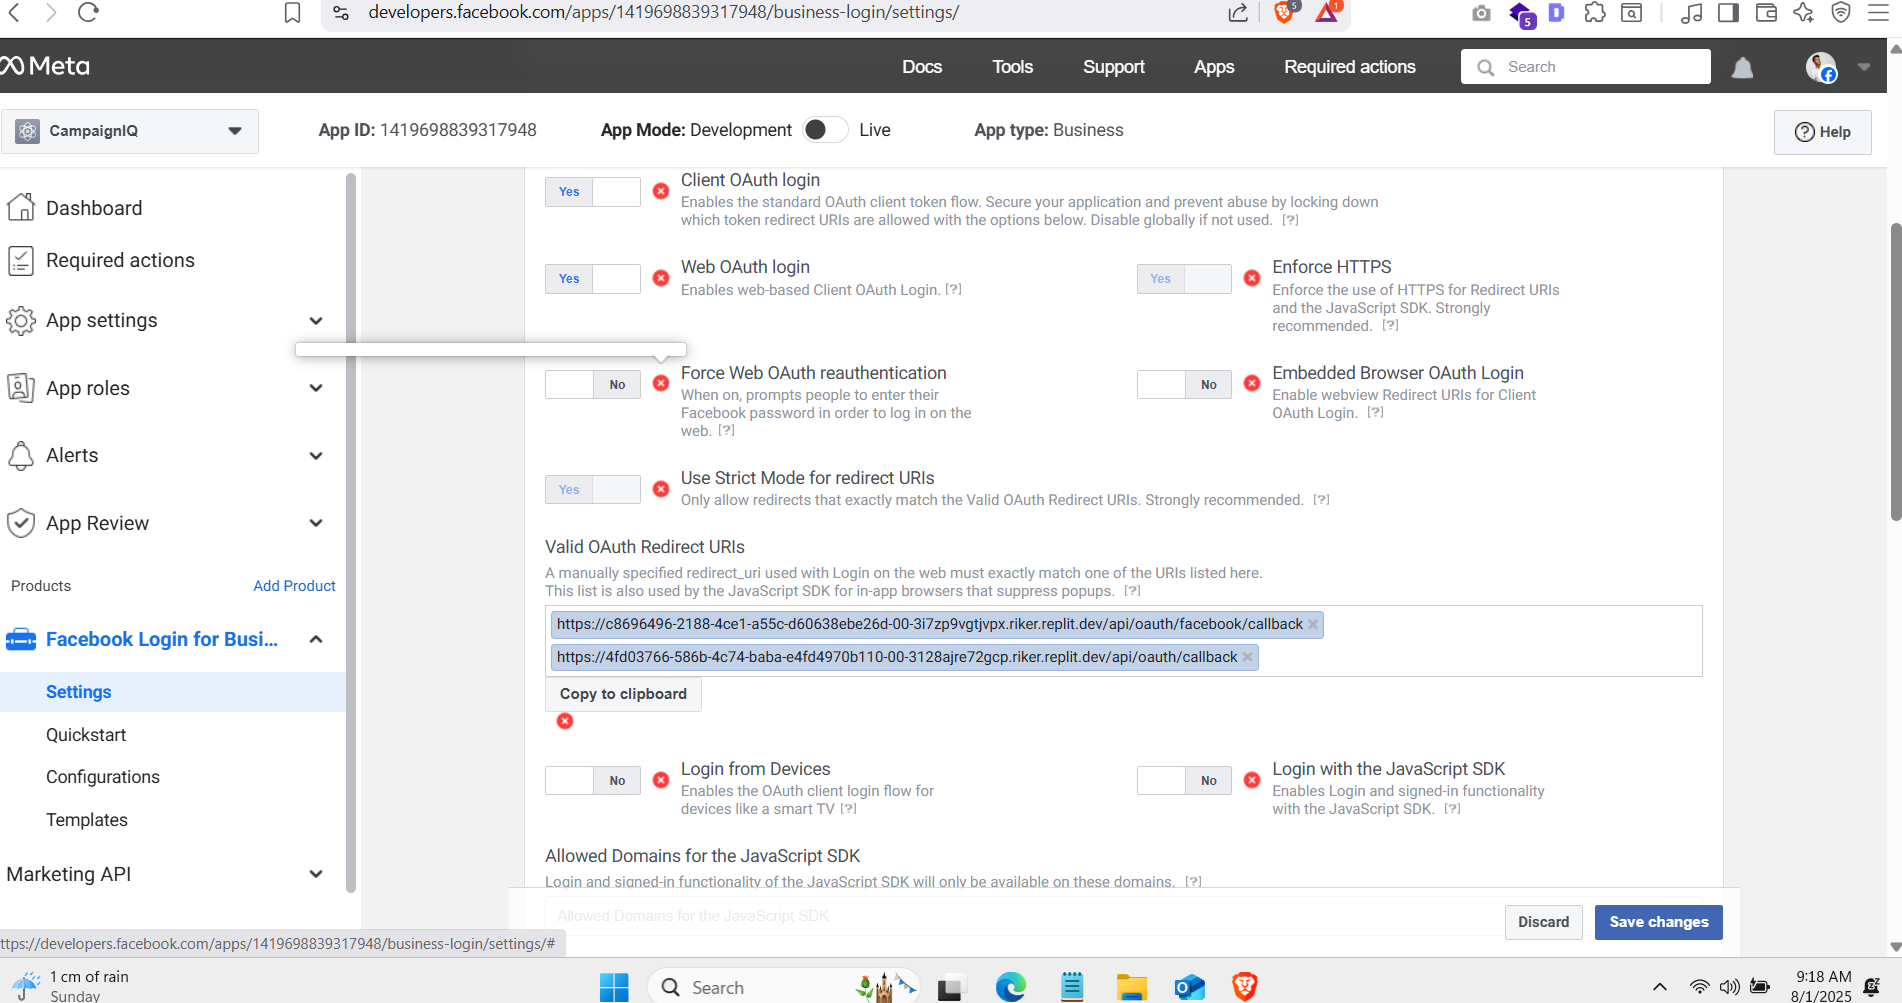 developers.facebook.com/apps/1419698839317948/business-login/settings/
5
1
5
Meta
Docs
Tools
Support
Apps
Required actions
Search
CampaignIQ
App ID: 1419698839317948
App Mode: Development
Live
App type: Business
Help
Dashboard
Required actions
App settings
App roles
Alerts
App Review
Products
Add Product
Facebook Login for Busi...
Settings
Quickstart
Configurations
Templates
Marketing API
Yes
Client OAuth login
Enables the standard OAuth client token flow. Secure your application and prevent abuse by locking down
which token redirect URIs are allowed with the options below. Disable globally if not used. [?]
Yes
Web OAuth login
Enables web-based Client OAuth Login. [?]
Yes
Enforce HTTPS
Enforce the use of HTTPS for Redirect URIs
and the JavaScript SDK. Strongly
recommended. [?]
No
Force Web OAuth reauthentication
When on, prompts people to enter their
Facebook password in order to log in on the
web. [?]
No
Embedded Browser OAuth Login
Enable webview Redirect URIs for Client
OAuth Login. [?]
Yes
Use Strict Mode for redirect URIs
Only allow redirects that exactly match the Valid OAuth Redirect URIs. Strongly recommended. [?]
Valid OAuth Redirect URIs
A manually specified redirect_uri used with Login on the web must exactly match one of the URIs listed here.
This list is also used by the JavaScript SDK for in-app browsers that suppress popups. [?]
https://c8696496-2188-4ce1-a55c-d60638ebe26d-00-3i7zp9vgtjvpx.riker.replit.dev/api/oauth/facebook/callback
https://4fd03766-586b-4c74-baba-e4fd4970b110-00-3128ajre72gcp.riker.replit.dev/api/oauth/callback
Copy to clipboard
No
Login from Devices
Enables the OAuth client login flow for
devices like a smart TV [?]
No
Login with the JavaScript SDK
Enables Login and signed-in functionality
with the JavaScript SDK. [?]
Allowed Domains for the JavaScript SDK
Login and signed-in functionality of the JavaScript SDK will only be available on these domains. [?]
Allowed Domains for the JavaScript SDK
Discard
Save changes
ttps://developers.facebook.com/apps/1419698839317948/business-login/settings/#
1 cm of rain
Sunday
Search
9:18 AM
8/1/2025